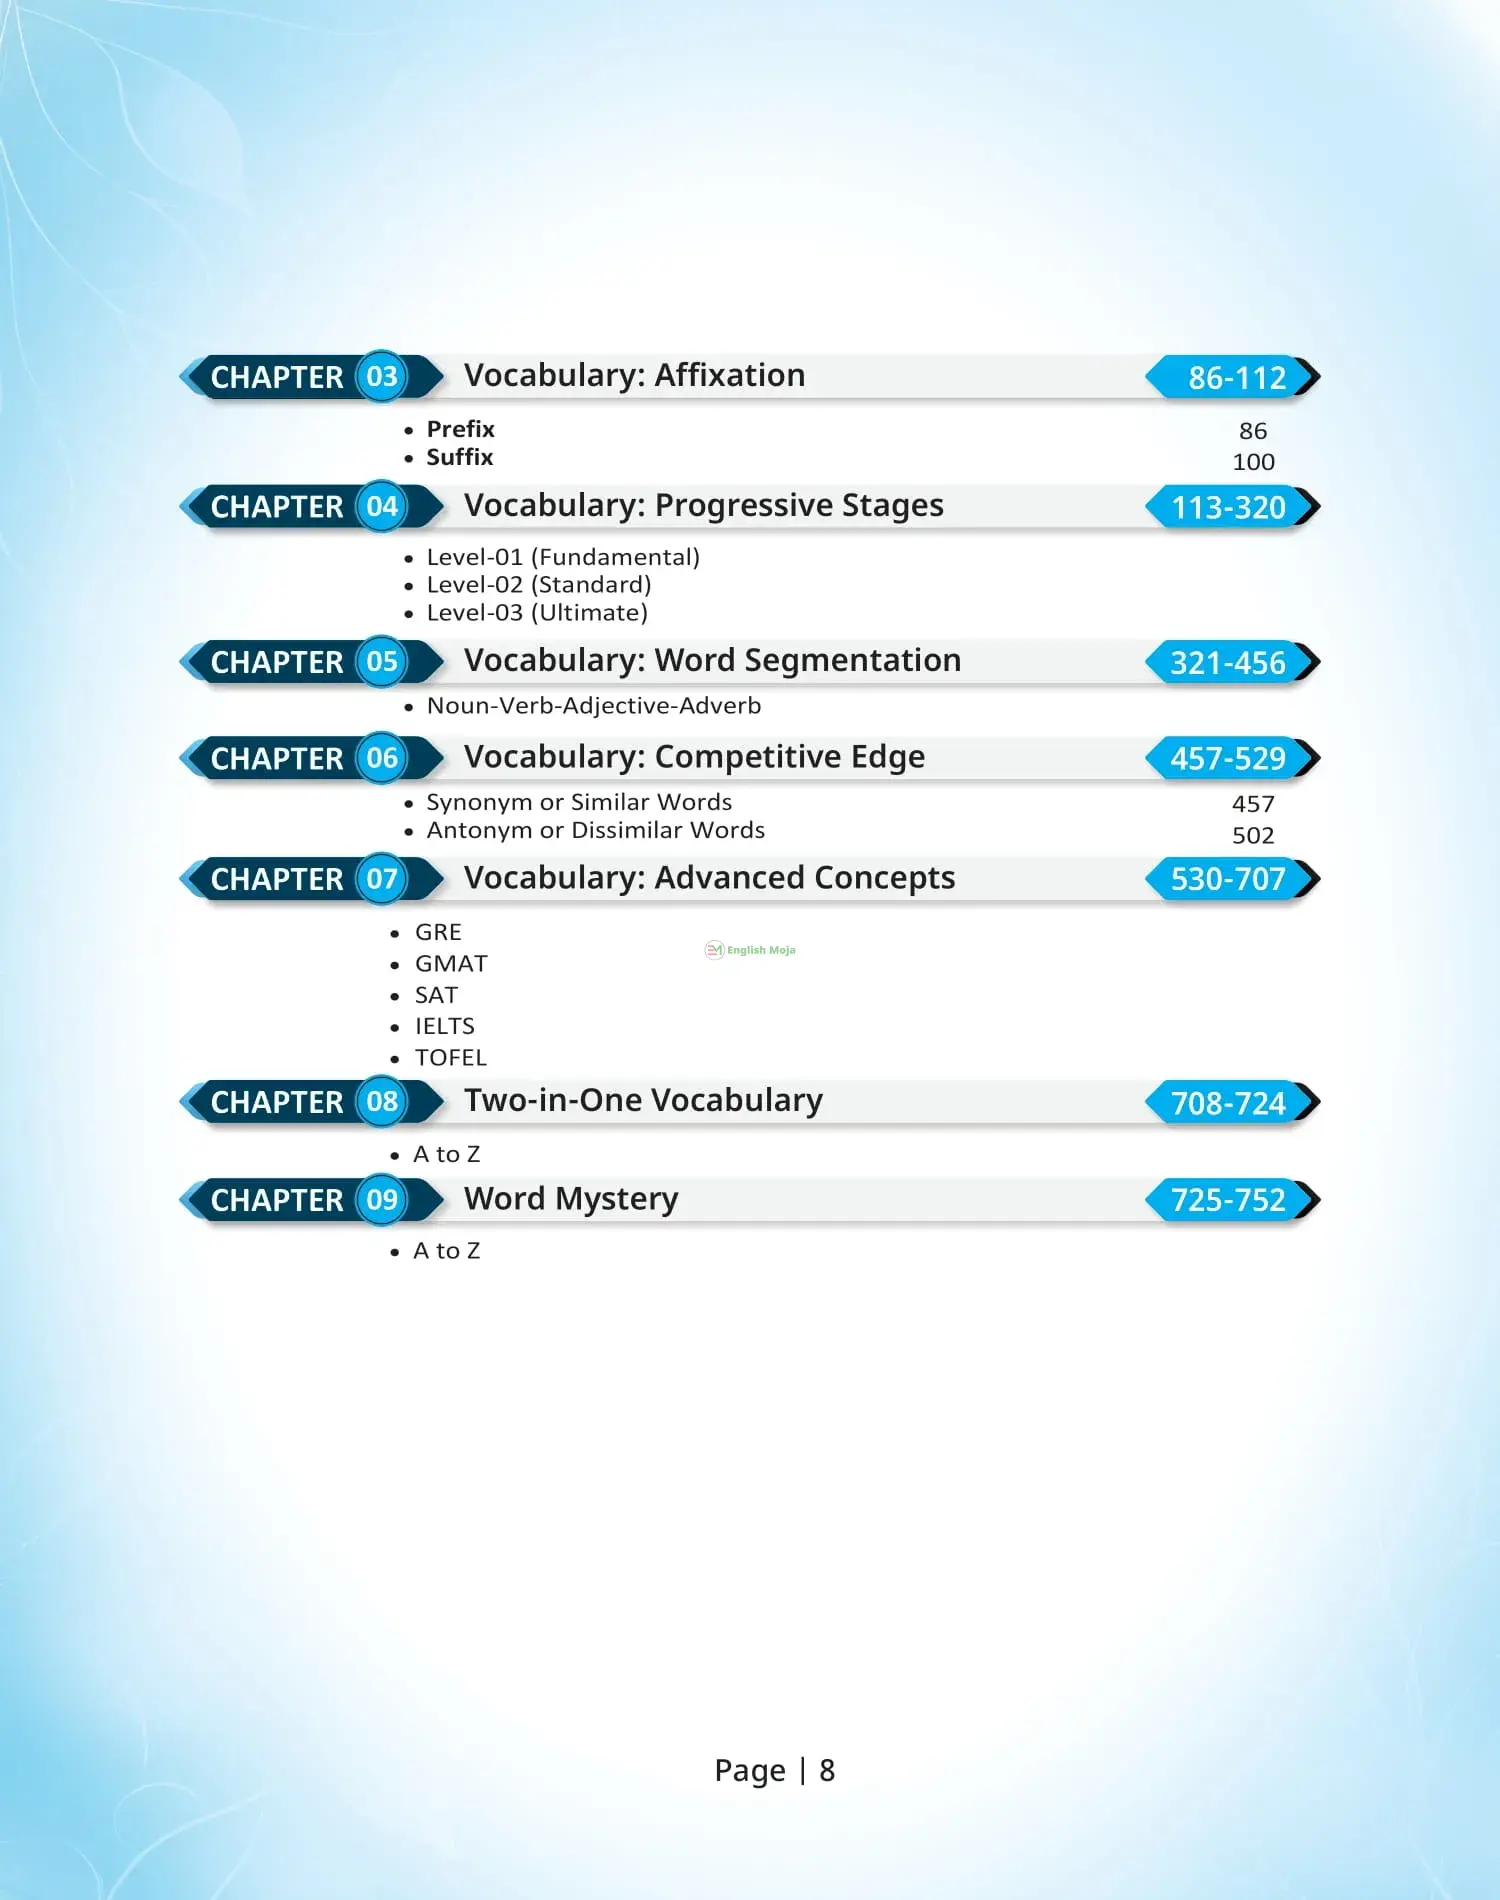 CHAPTER 03 Vocabulary: Affixation 86-112
• Prefix 86
• Suffix 100
CHAPTER 04 Vocabulary: Progressive Stages 113-320
• Level-01 (Fundamental)
• Level-02 (Standard)
• Level-03 (Ultimate)
CHAPTER 05 Vocabulary: Word Segmentation 321-456
• Noun-Verb-Adjective-Adverb
CHAPTER 06 Vocabulary: Competitive Edge 457-529
• Synonym or Similar Words 457
• Antonym or Dissimilar Words 502
CHAPTER 07 Vocabulary: Advanced Concepts 530-707
• GRE
EM English Moja
• GMAT
• SAT
• IELTS
• TOFEL
CHAPTER 08 Two-in-One Vocabulary 708-724
• A to Z
CHAPTER 09 Word Mystery 725-752
• A to Z
Page | 8